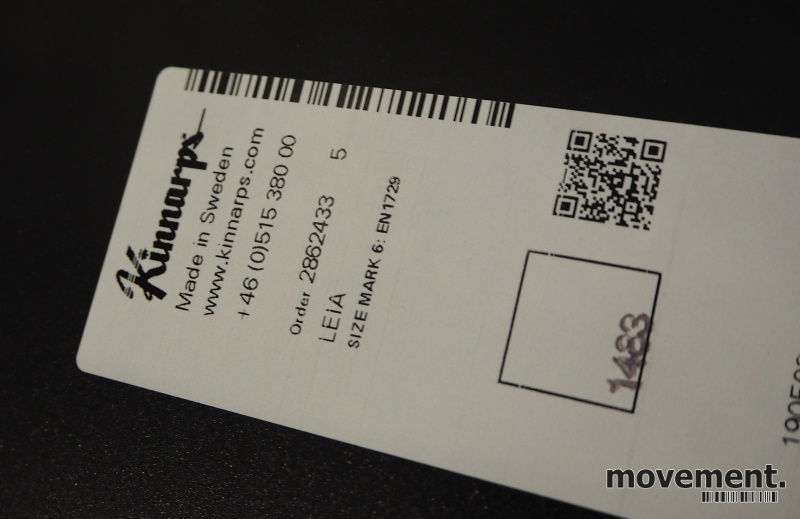 Kinnarps
Made in Sweden
www.kinnarps.com
+46 (0)515 380 00
Order 2862433 5
LEiA
SIZE MARK 6: EN1729
1483
movement.